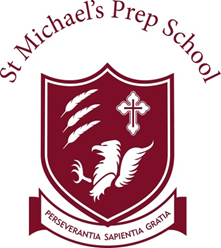 St Michael's Prep School
PERSEVERANTIA SAPIENTIA GRATIA